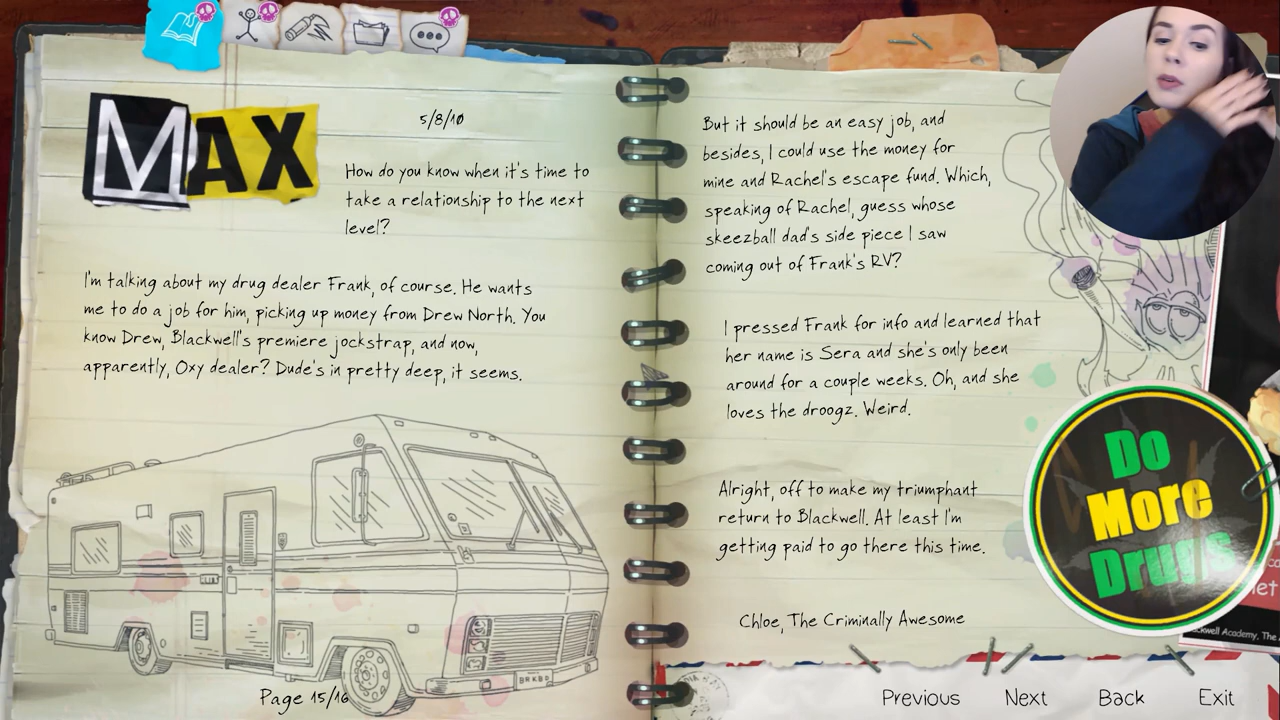 MAX
5/8/10
How do you know when it's time to
take a relationship to the next
level?
I'm talking about my drug dealer Frank, of course. He wants
me to do a job for him, picking up money from Drew North. You
know Drew, Blackwell's premiere jockstrap, and now,
apparently, Oxy dealer? Dude's in pretty deep, it seems.
BRKBD
Page 15/16
But it should be an easy job, and
besides, I could use the money for
mine and Rachel's escape fund. Which,
speaking of Rachel, guess whose
skeezball dad's side piece I saw
coming out of Frank's RV?
I pressed Frank for info and learned that
her name is Sera and she's only been
around for a couple weeks. Oh, and she
loves the droogz. Weird.
Alright, off to make my triumphant
return to Blackwell. At least I'm
getting paid to go there this time.
Chloe, The Criminally Awesome
Do
More
Drugs
Blackwell Academy, The
Previous Next Back Exit